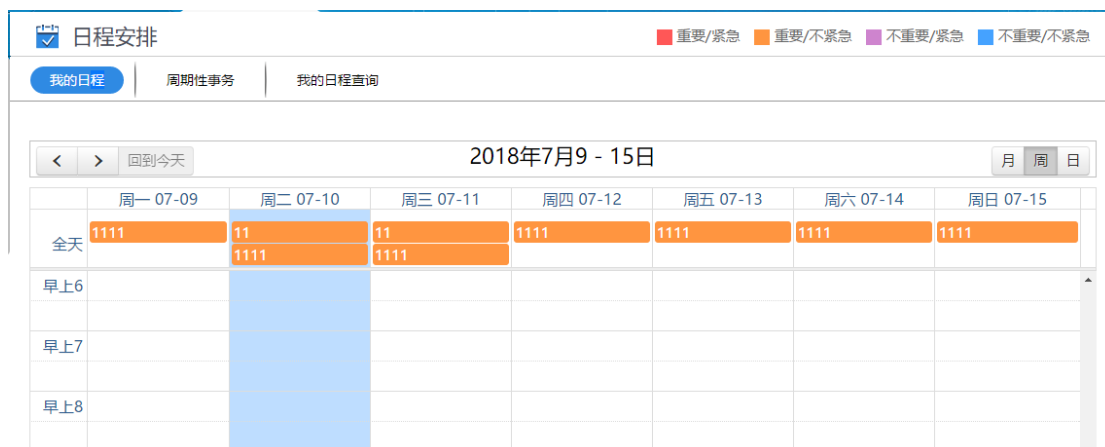 日程安排 重要/紧急 重要/不紧急 不重要/紧急 不重要/不紧急
我的日程 周期性事务 我的日程查询
回到今天 2018年7月9 - 15日 月 周 日
周一 07-09 周二 07-10 周三 07-11 周四 07-12 周五 07-13 周六 07-14 周日 07-15
全天 1111 11 11 1111 1111 1111 1111
1111 1111
早上6
早上7
早上8